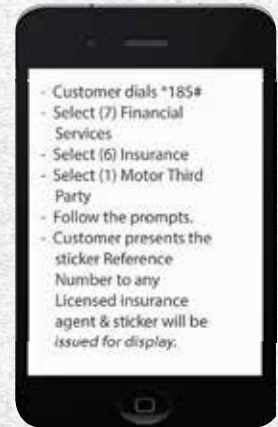 - Customer dials *185#
- Select (7) Financial
Services
- Select (6) Insurance
- Select (1) Motor Third
Party
- Follow the prompts.
- Customer presents the
sticker Reference
Number to any
Licensed insurance
agent & sticker will be
issued for display.